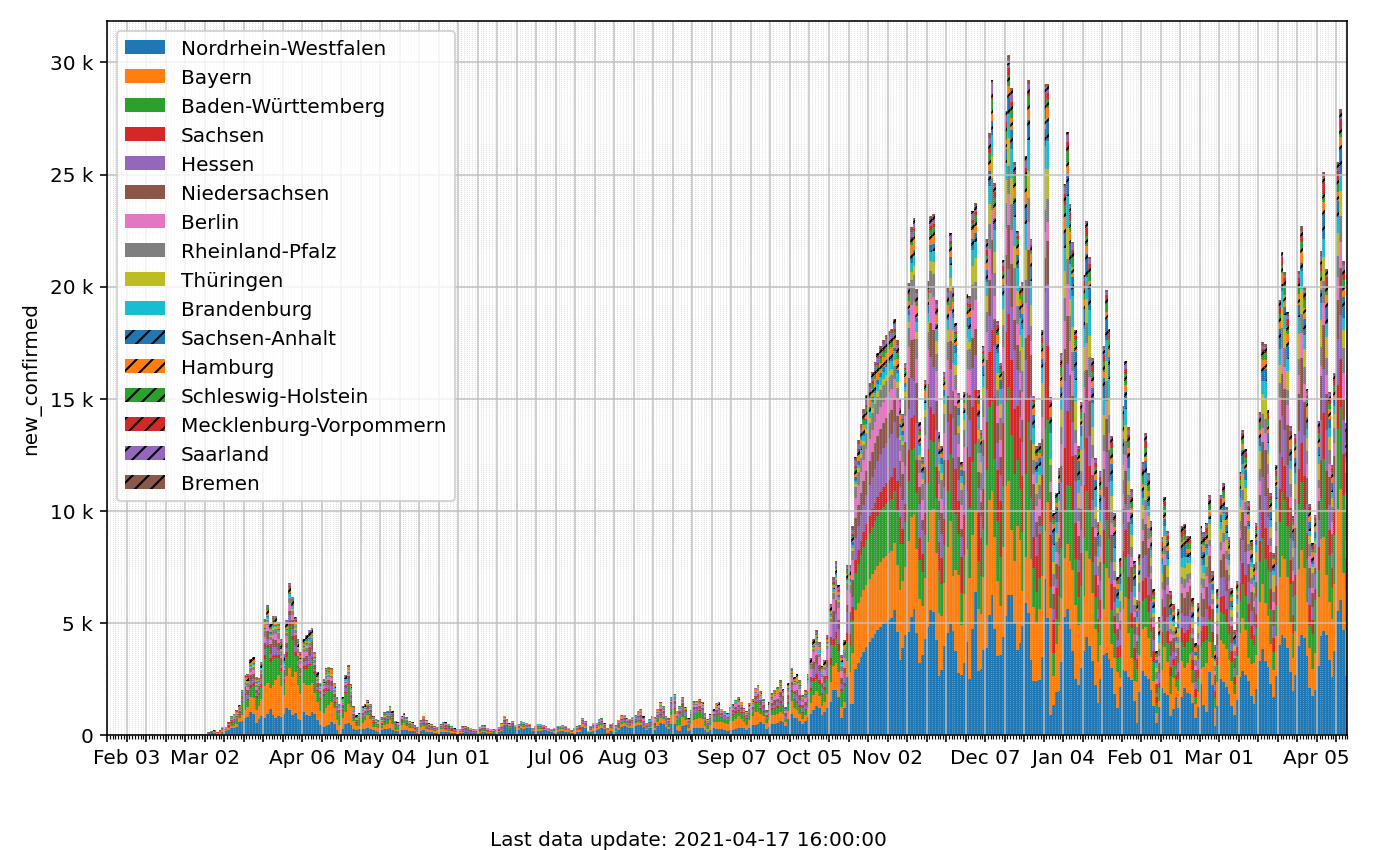 30 k
25 k
20 k
15 k
10 k
5 k
0
new_confirmed
Nordrhein-Westfalen
Bayern
Baden-Württemberg
Sachsen
Hessen
Niedersachsen
Berlin
Rheinland-Pfalz
Thüringen
Brandenburg
Sachsen-Anhalt
Hamburg
Schleswig-Holstein
Mecklenburg-Vorpommern
Saarland
Bremen
Feb 03 Mar 02 Apr 06 May 04 Jun 01 Jul 06 Aug 03 Sep 07 Oct 05 Nov 02 Dec 07 Jan 04 Feb 01 Mar 01 Apr 05
Last data update: 2021-04-17 16:00:00